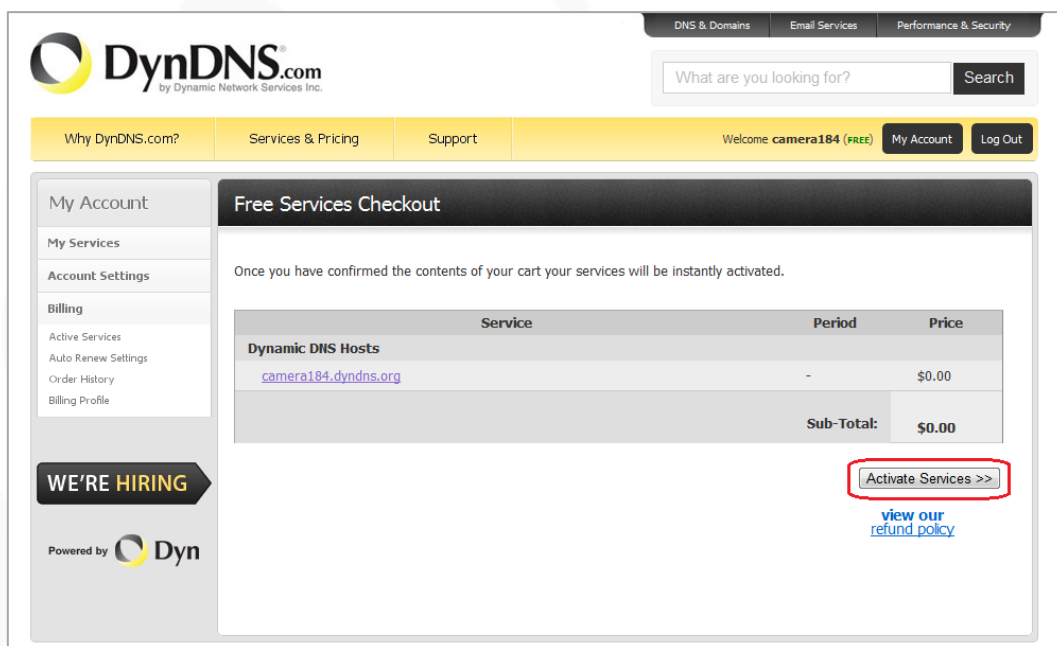 DNS & Domains Email Services Performance & Security
DynDNS®.com
by Dynamic Network Services Inc.
What are you looking for? Search
Why DynDNS.com? Services & Pricing Support Welcome camera184 (FREE) My Account Log Out
My Account
My Services
Account Settings
Billing
Active Services
Auto Renew Settings
Order History
Billing Profile
WE'RE HIRING
Powered by Dyn
Free Services Checkout
Once you have confirmed the contents of your cart your services will be instantly activated.
Service Period Price
Dynamic DNS Hosts
camera184.dyndns.org - $0.00
Sub-Total: $0.00
Activate Services >>
view our
refund policy